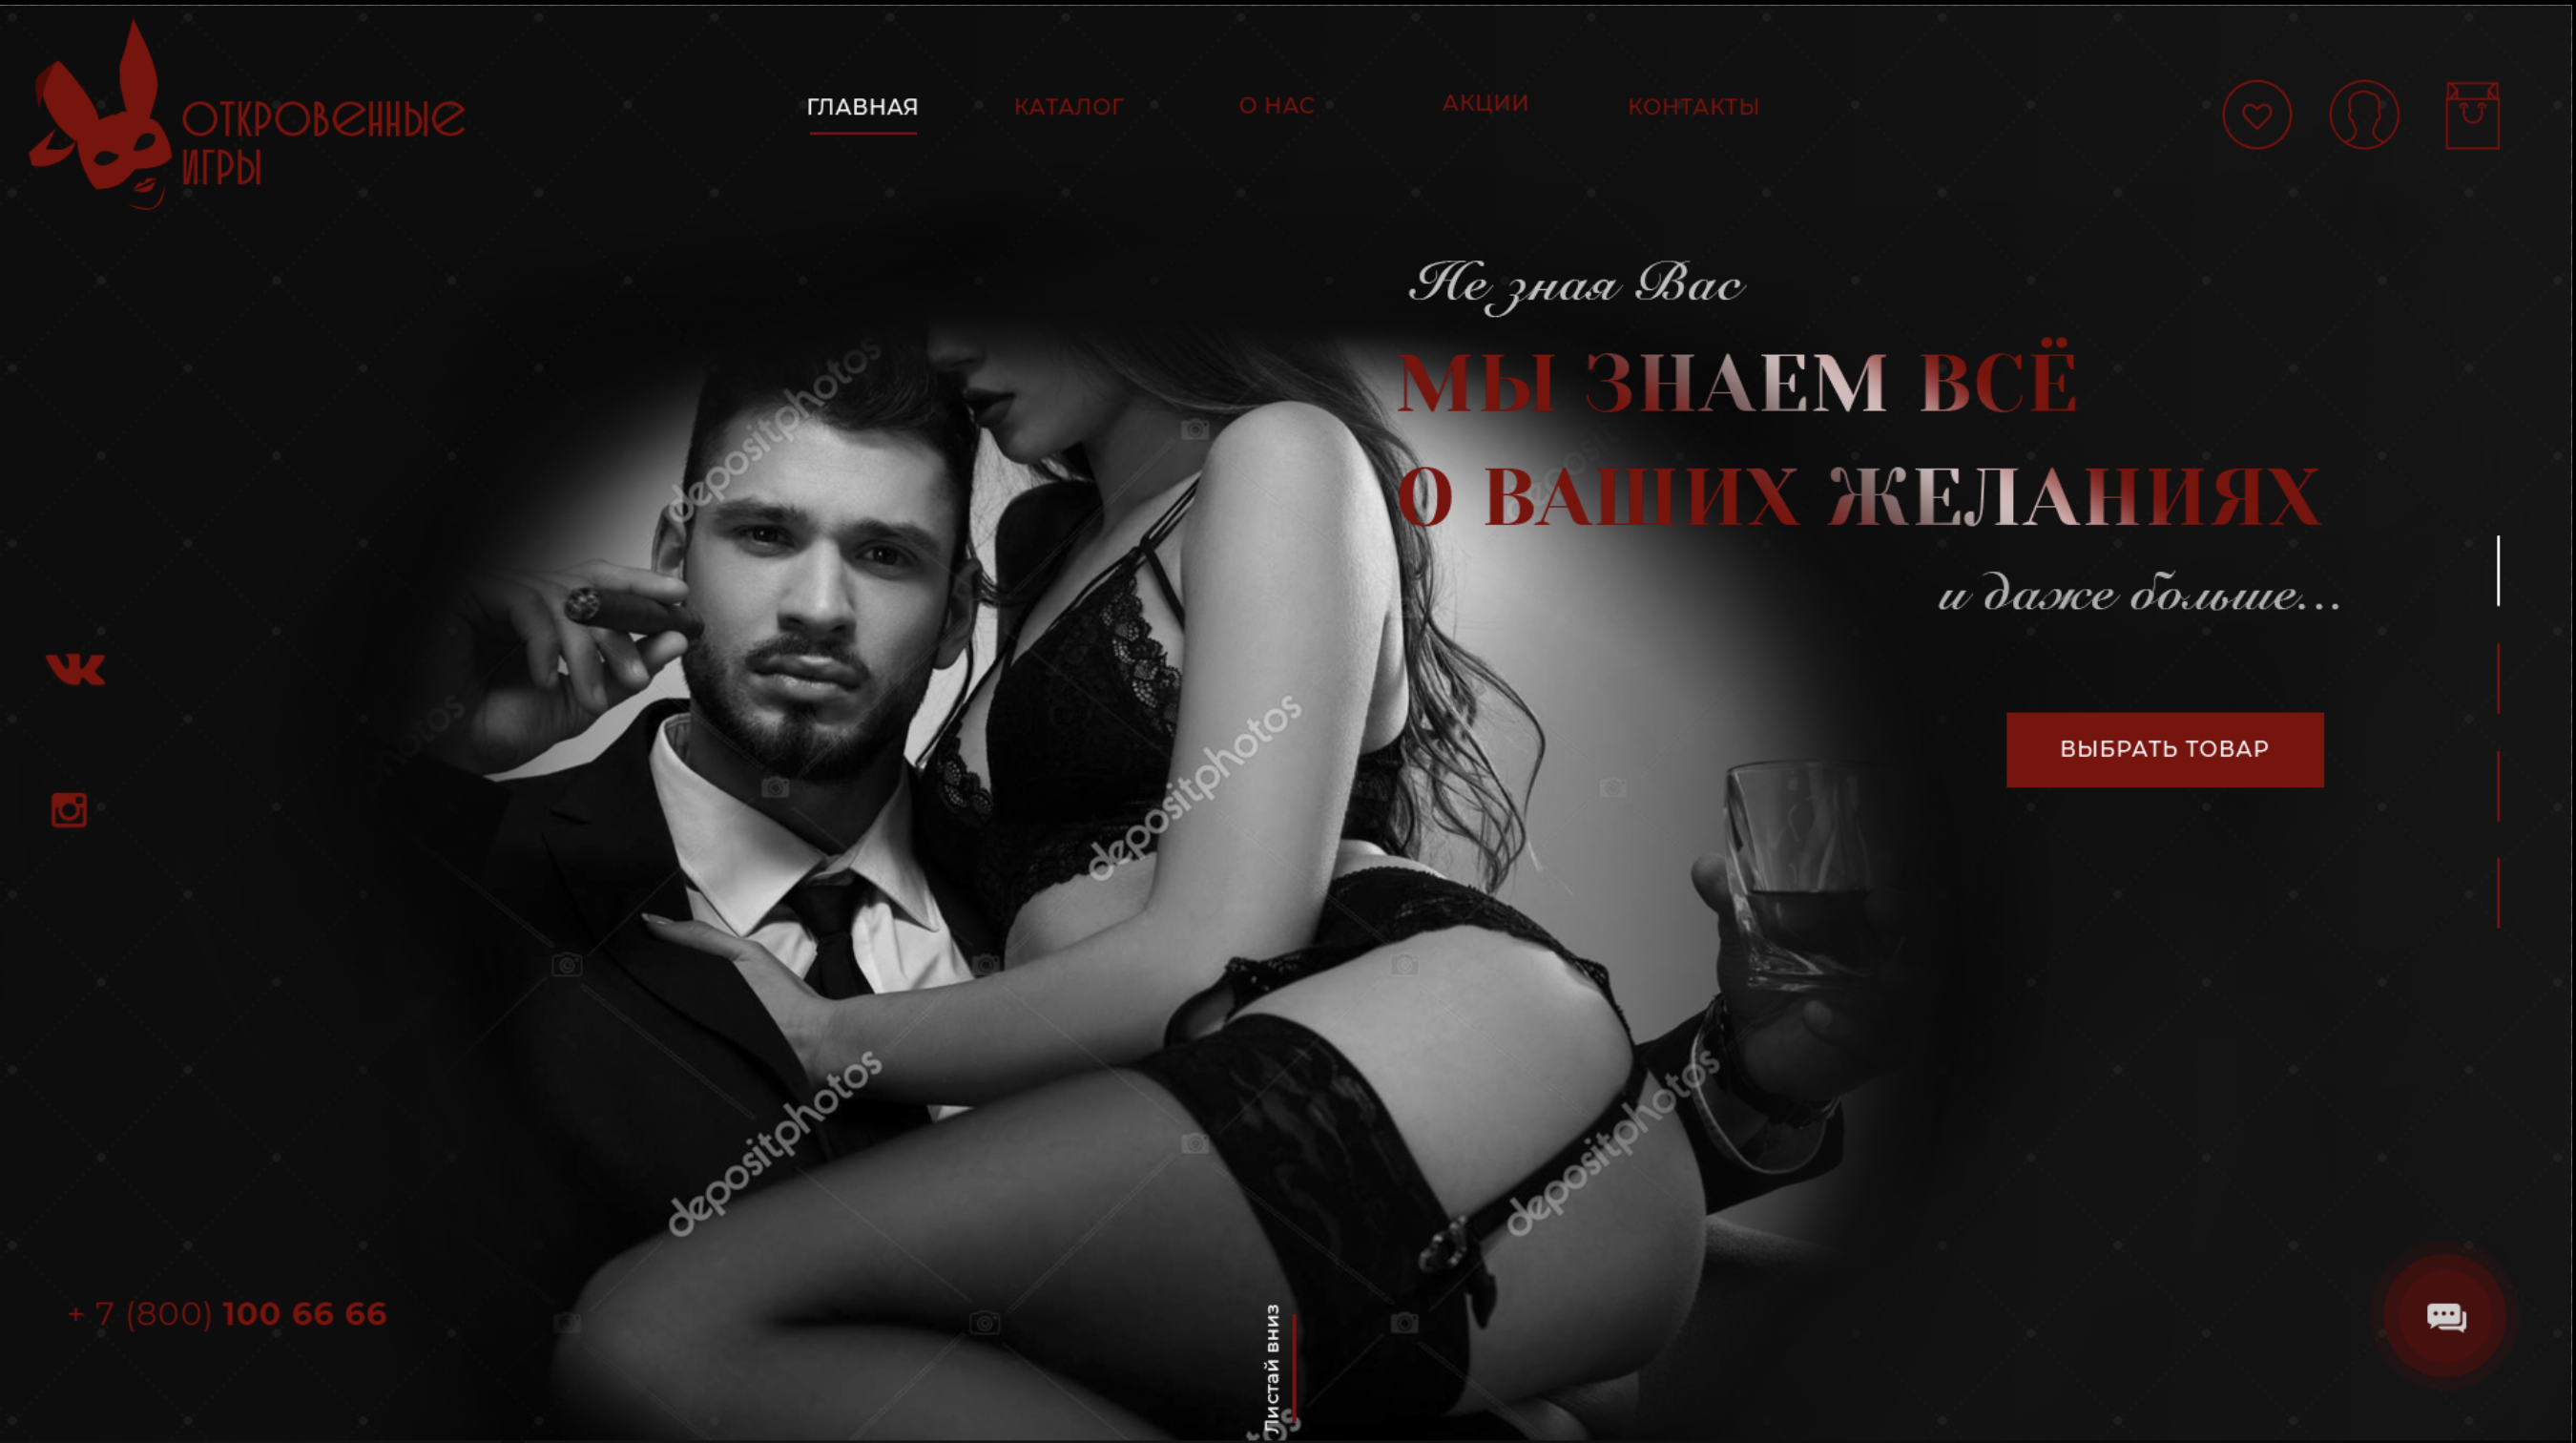 ОТКРОВЕННЫЕ
ИГРЫ
ГЛАВНАЯ
КАТАЛОГ
О НАС
АКЦИИ
КОНТАКТЫ
Не зная Вас
МЫ ЗНАЕМ ВСЁ
О ВАШИХ ЖЕЛАНИЯХ
и даже больше...
ВЫБРАТЬ ТОВАР
depositphotos
depositphotos
depositphotos
depositphotos
+ 7 (800) 100 66 66
Листай вниз